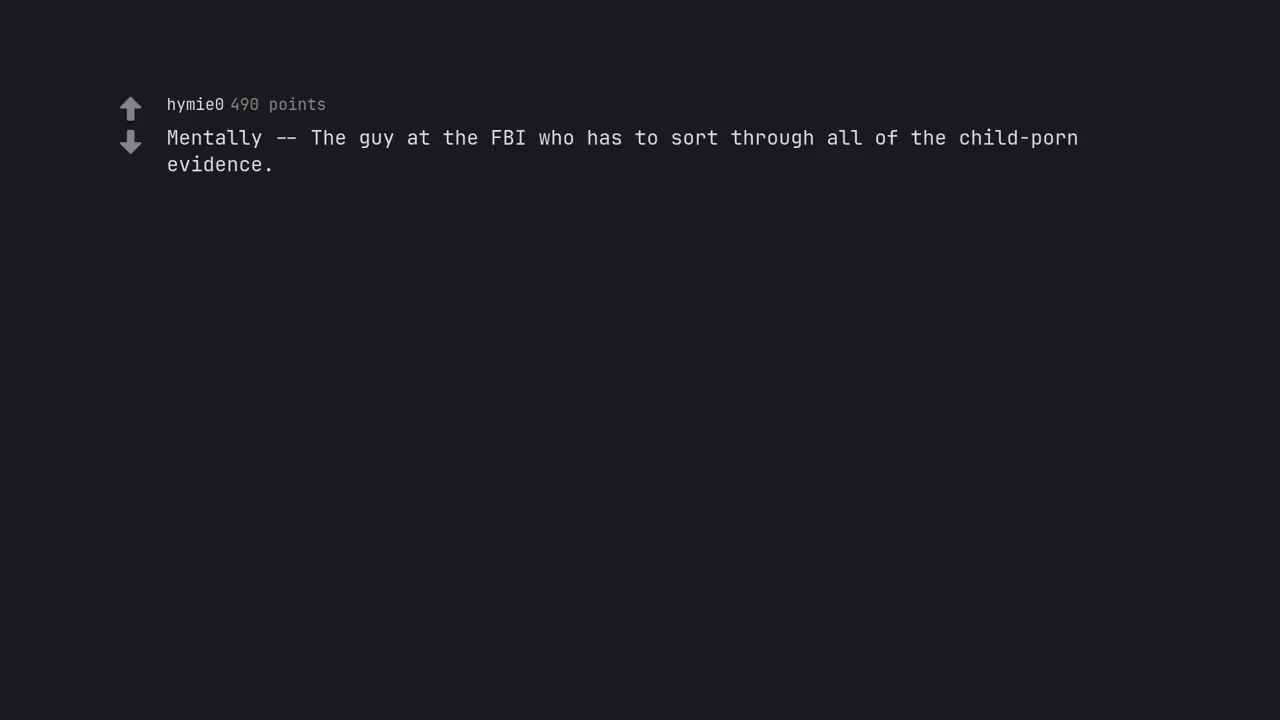 hymie0 490 points
Mentally -- The guy at the FBI who has to sort through all of the child-porn
evidence.